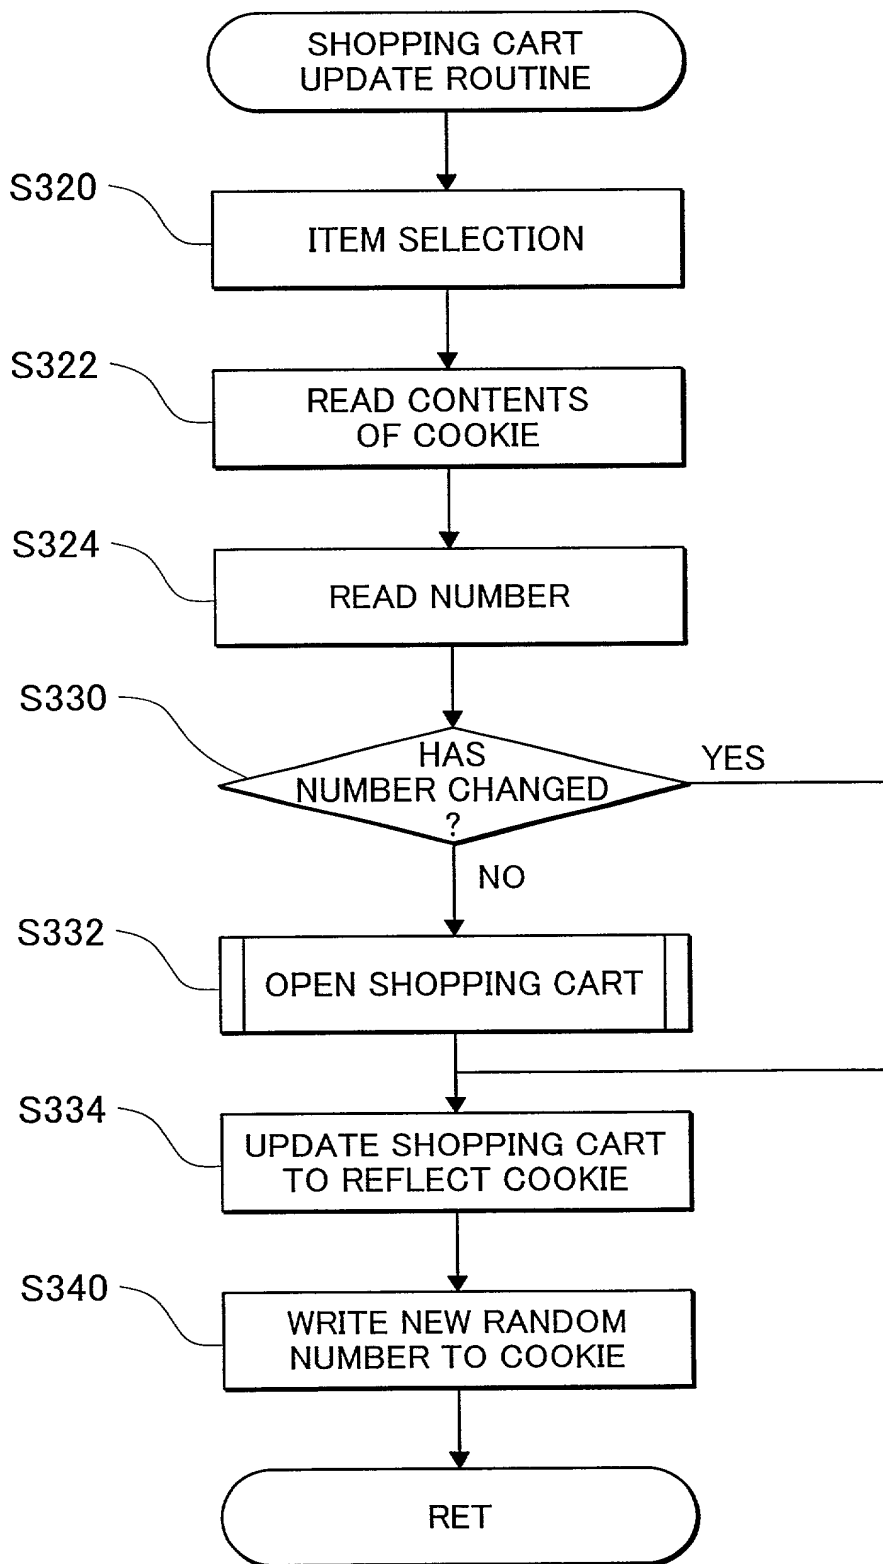 SHOPPING CART
UPDATE ROUTINE
S320
ITEM SELECTION
S322
READ CONTENTS
OF COOKIE
S324
READ NUMBER
S330
HAS
NUMBER CHANGED
?
YES
NO
S332
OPEN SHOPPING CART
S334
UPDATE SHOPPING CART
TO REFLECT COOKIE
S340
WRITE NEW RANDOM
NUMBER TO COOKIE
RET